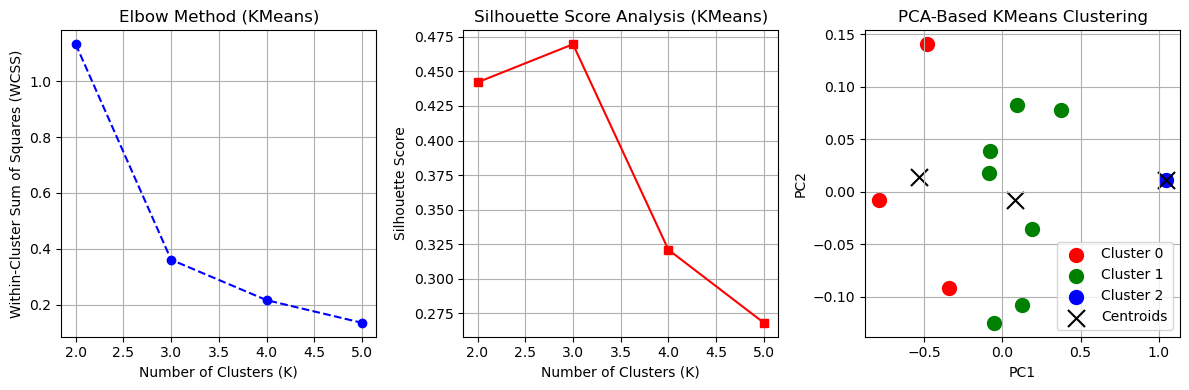 Elbow Method (KMeans)
Within-Cluster Sum of Squares (WCSS)
1.0
0.8
0.6
0.4
0.2
2.0 2.5 3.0 3.5 4.0 4.5 5.0
Number of Clusters (K)
Silhouette Score Analysis (KMeans)
Silhouette Score
0.475
0.450
0.425
0.400
0.375
0.350
0.325
0.300
0.275
2.0 2.5 3.0 3.5 4.0 4.5 5.0
Number of Clusters (K)
PCA-Based KMeans Clustering
PC2
0.15
0.10
0.05
0.00
−0.05
−0.10
Cluster 0
Cluster 1
Cluster 2
Centroids
−0.5 0.0 0.5 1.0
PC1